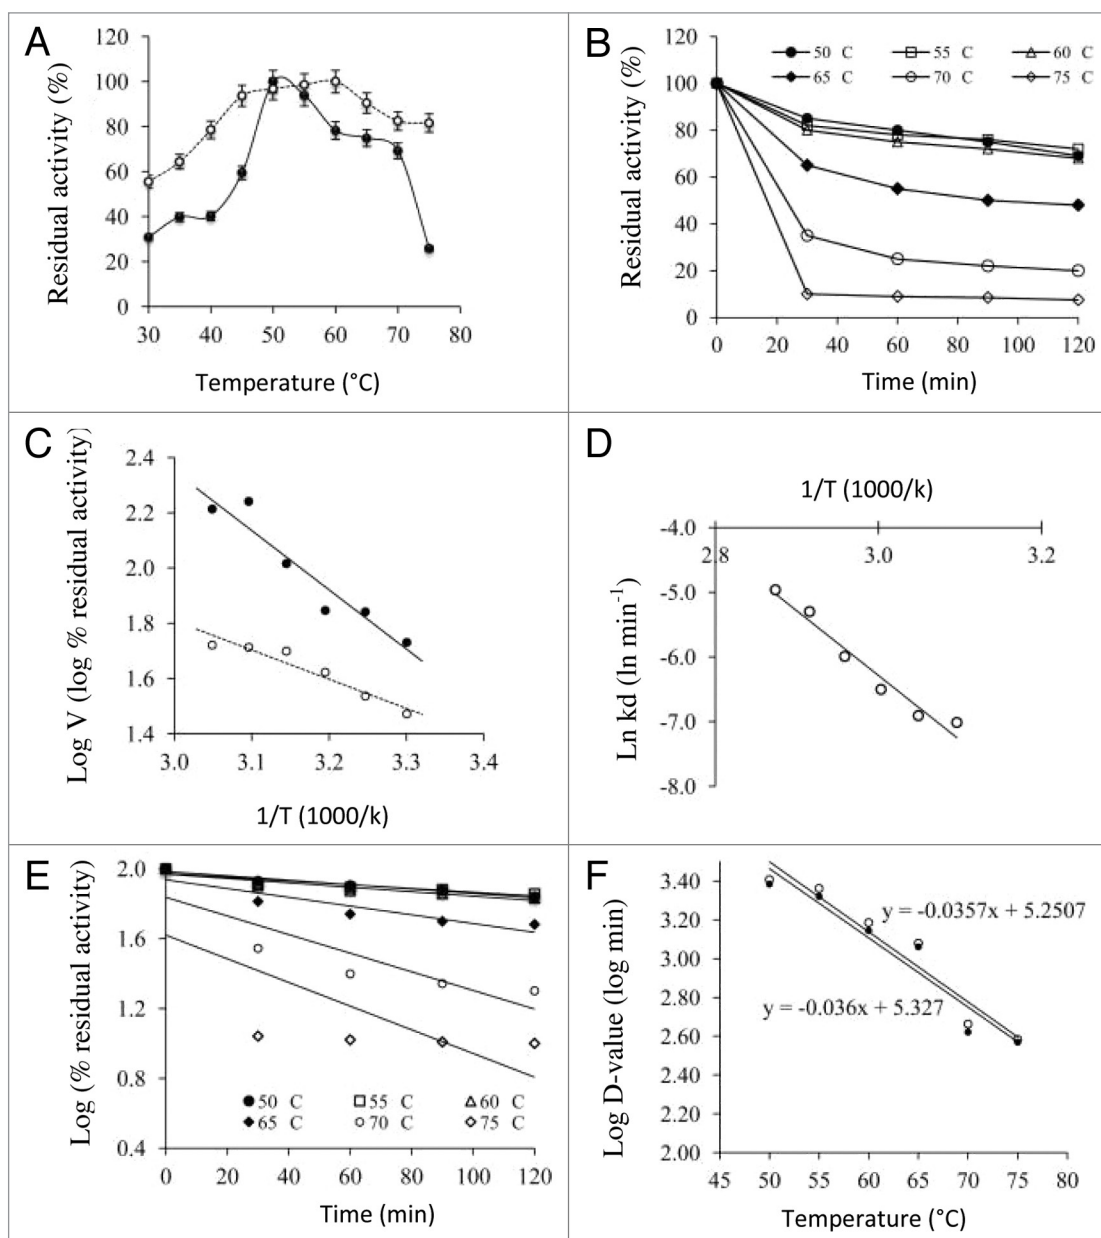 A
Residual activity (%)
120
100
80
60
40
20
0
30 40 50 60 70 80
Temperature (°C)
B
Residual activity (%)
120
100
80
60
40
20
0
50 C 55 C 60 C
65 C 70 C 75 C
0 20 40 60 80 100 120
Time (min)
C
Log V (log % residual activity)
2.4
2.2
2.0
1.8
1.6
1.4
3.0 3.1 3.2 3.3 3.4
1/T (1000/k)
D
1/T (1000/k)
Ln kd (ln min-1)
-4.0
2.8 3.0 3.2
-5.0
-6.0
-7.0
-8.0
E
Log (% residual activity)
2.0
1.6
1.2
0.8
0.4
50 C 55 C 60 C
65 C 70 C 75 C
0 30 60 90 120
Time (min)
F
Log D-value (log min)
3.40
3.20
3.00
2.80
2.60
2.40
2.20
2.00
y = -0.0357x + 5.2507
y = -0.036x + 5.327
45 50 55 60 65 70 75 80
Temperature (°C)